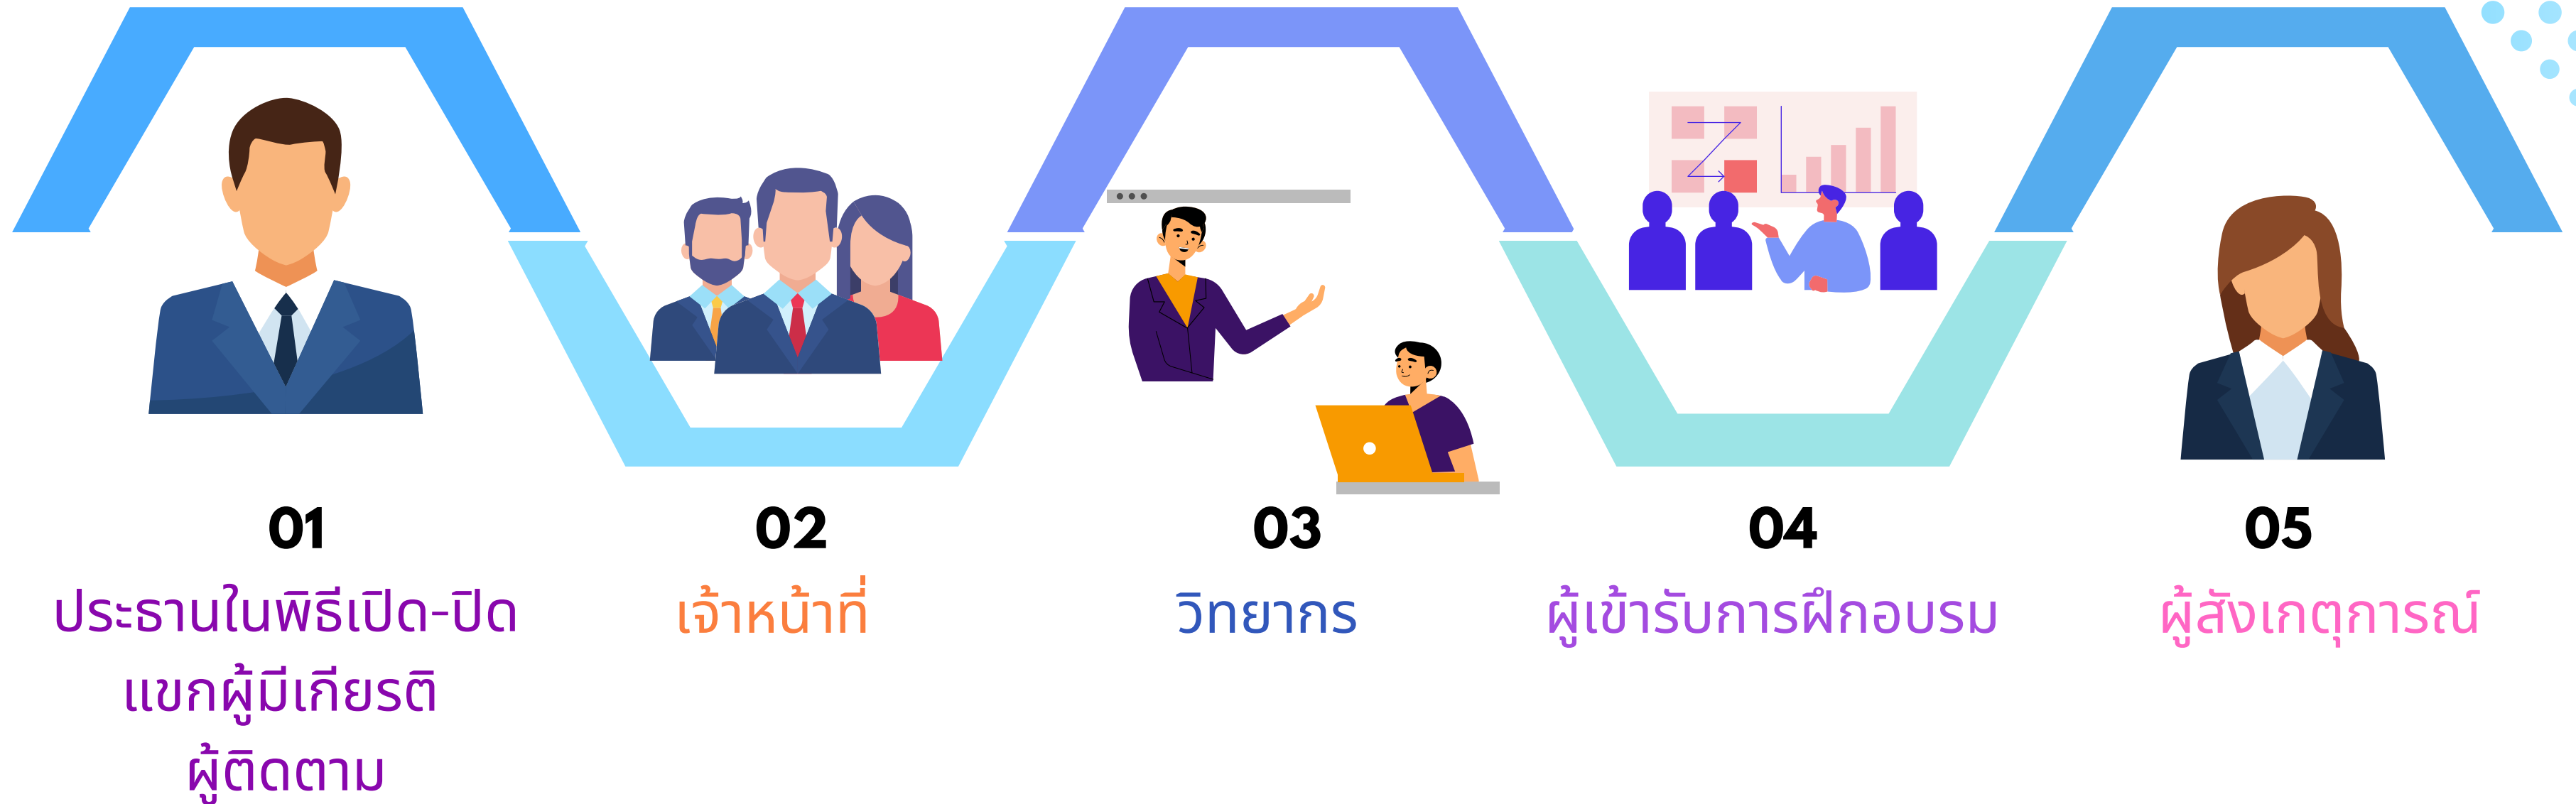 01
ประธานในพิธีเปิด-ปิด
แขกผู้มีเกียรติ
ผู้ติดตาม
02
เจ้าหน้าที่
03
วิทยากร
04
ผู้เข้ารับการฝึกอบรม
05
ผู้สังเกตุการณ์